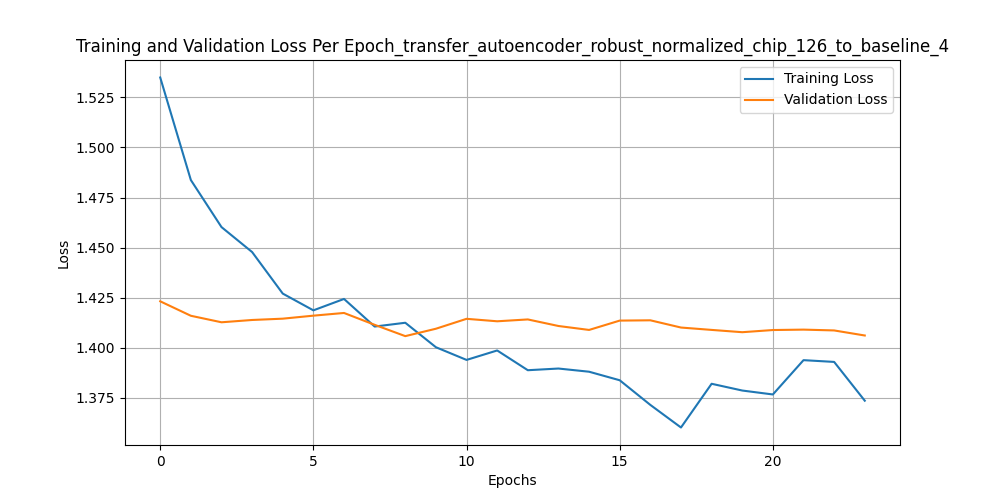 Training and Validation Loss Per Epoch_transfer_autoencoder_robust_normalized_chip_126_to_baseline_4
Training Loss
Validation Loss
1.525
1.500
1.475
1.450
1.425
1.400
1.375
Loss
0 5 10 15 20
Epochs